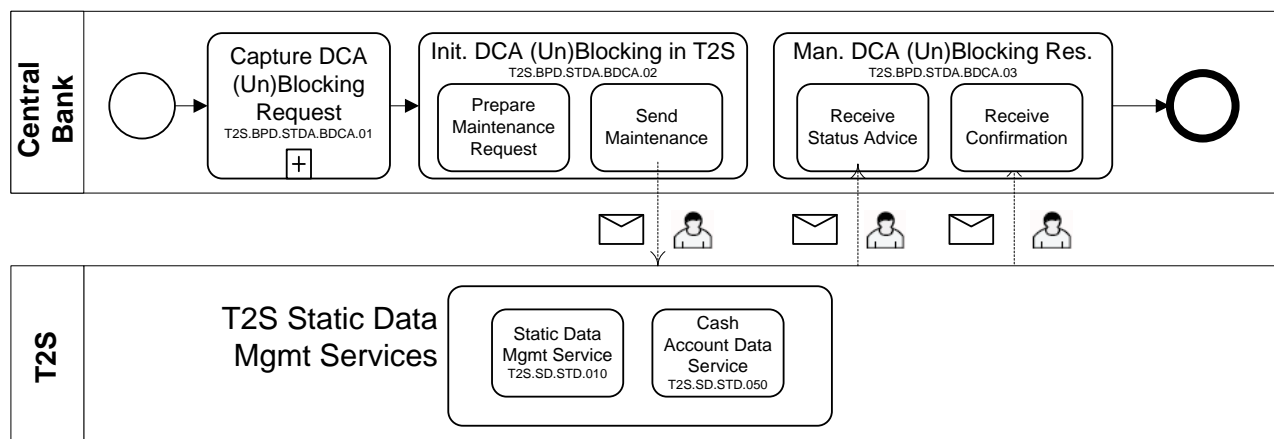 Central
Bank
Capture DCA
(Un)Blocking
Request
T2S.BPD.STDA.BDCA.01
Init. DCA (Un)Blocking in T2S
T2S.BPD.STDA.BDCA.02
Prepare
Maintenance
Request
Send
Maintenance
Man. DCA (Un)Blocking Res.
T2S.BPD.STDA.BDCA.03
Receive
Status Advice
Receive
Confirmation
T2S
T2S Static Data
Mgmt Services
Static Data
Mgmt Service
T2S.SD.STD.010
Cash
Account Data
Service
T2S.SD.STD.050